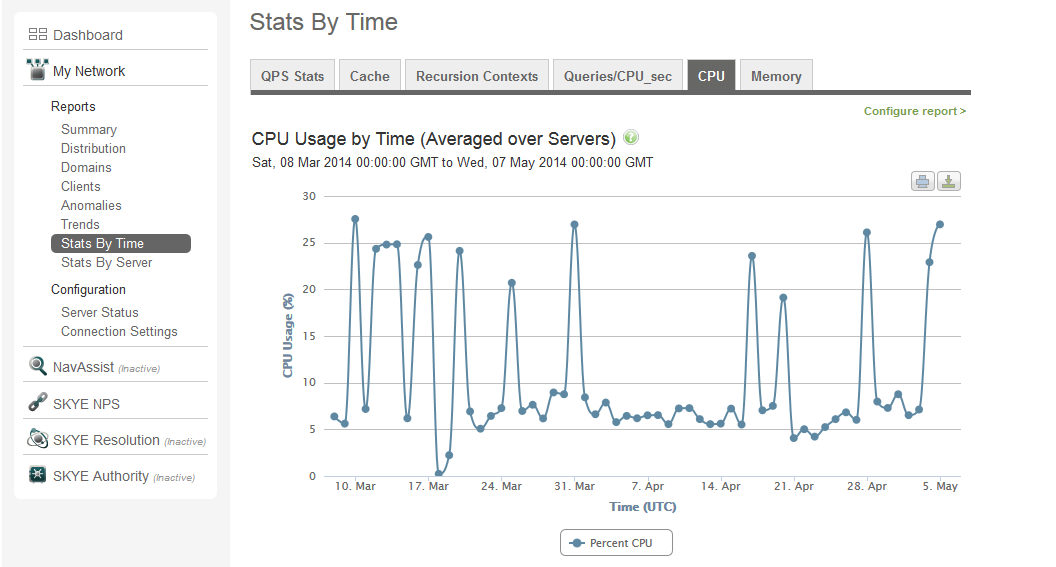 Dashboard
My Network
Reports
Summary
Distribution
Domains
Clients
Anomalies
Trends
Stats By Time
Stats By Server
Configuration
Server Status
Connection Settings
NavAssist (Inactive)
SKYE NPS
SKYE Resolution (Inactive)
SKYE Authority (Inactive)
Stats By Time
QPS Stats Cache Recursion Contexts Queries/CPU_sec CPU Memory
Configure report >
CPU Usage by Time (Averaged over Servers) ?
Sat, 08 Mar 2014 00:00:00 GMT to Wed, 07 May 2014 00:00:00 GMT
CPU Usage (%)
30
25
20
15
10
5
0
10. Mar 17. Mar 24. Mar 31. Mar 7. Apr 14. Apr 21. Apr 28. Apr 5. May
Time (UTC)
Percent CPU